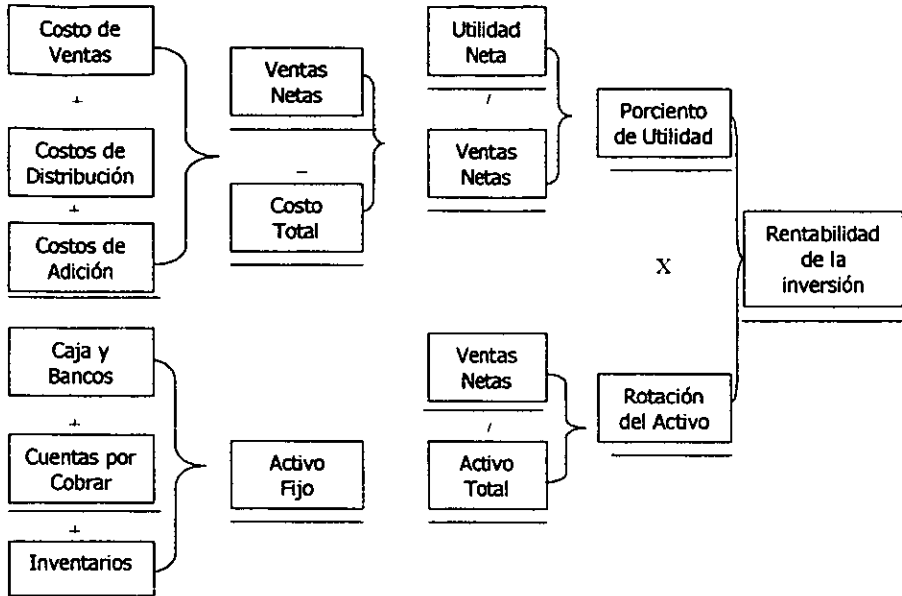 Costo de
Ventas
+
Costos de
Distribución
+
Costos de
Adición
Ventas
Netas
–
Costo
Total
Utilidad
Neta
/
Ventas
Netas
Porciento
de Utilidad
X
Rentabilidad
de la
inversión
Caja y
Bancos
+
Cuentas por
Cobrar
+
Inventarios
Activo
Fijo
Ventas
Netas
/
Activo
Total
Rotación
del Activo